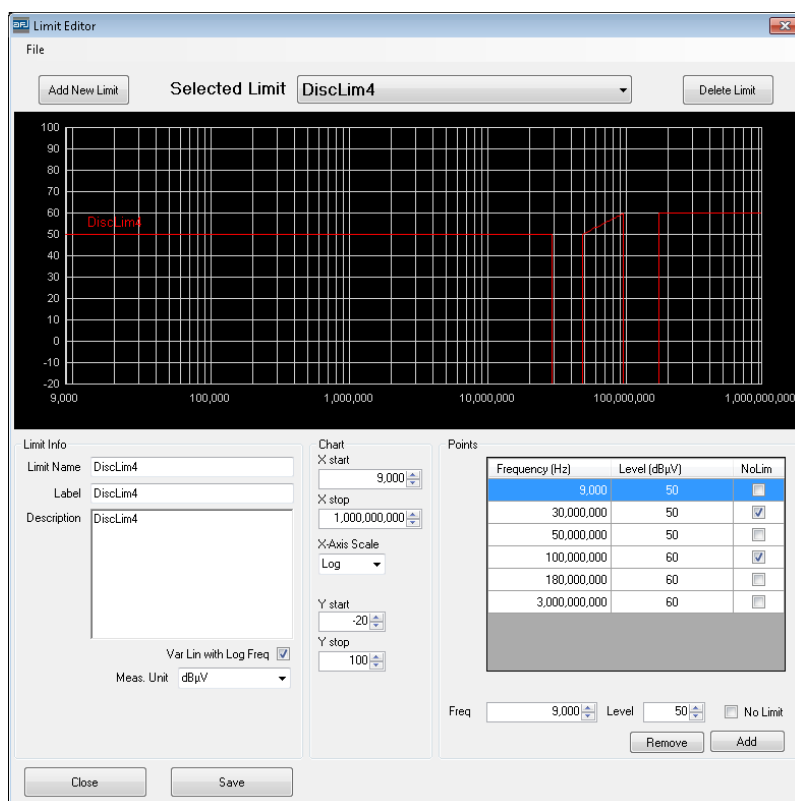 Limit Editor
File
Add New Limit
Selected Limit
DiscLim4
Delete Limit
100
90
80
70
60
50
40
30
20
10
0
-10
-20
DiscLim4
9,000
100,000
1,000,000
10,000,000
100,000,000
1,000,000,000
Limit Info
Limit Name DiscLim4
Label DiscLim4
Description DiscLim4
Var Lin with Log Freq
Meas. Unit dBµV
Chart
X start
9,000
X stop
1,000,000,000
X-Axis Scale
Log
Y start
-20
Y stop
100
Points
Frequency (Hz) Level (dBµV) NoLim
9,000 50
30,000,000 50
50,000,000 50
100,000,000 60
180,000,000 60
3,000,000,000 60
Freq 9,000 Level 50 No Limit
Remove Add
Close
Save